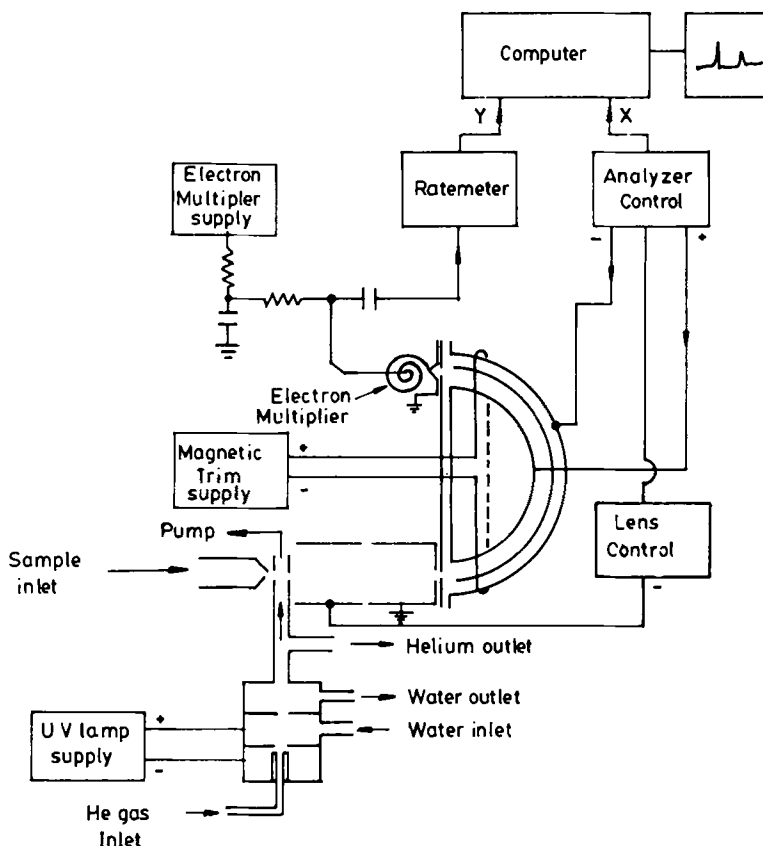 Computer
Y
X
Electron
Multipler
supply
Ratemeter
Analyzer
Control
-
+
Electron
Multiplier
Magnetic
Trim
supply
+
-
Pump
Sample
inlet
Lens
Control
-
Helium outlet
Water outlet
Water inlet
U V lamp
supply
+
-
He gas
Inlet